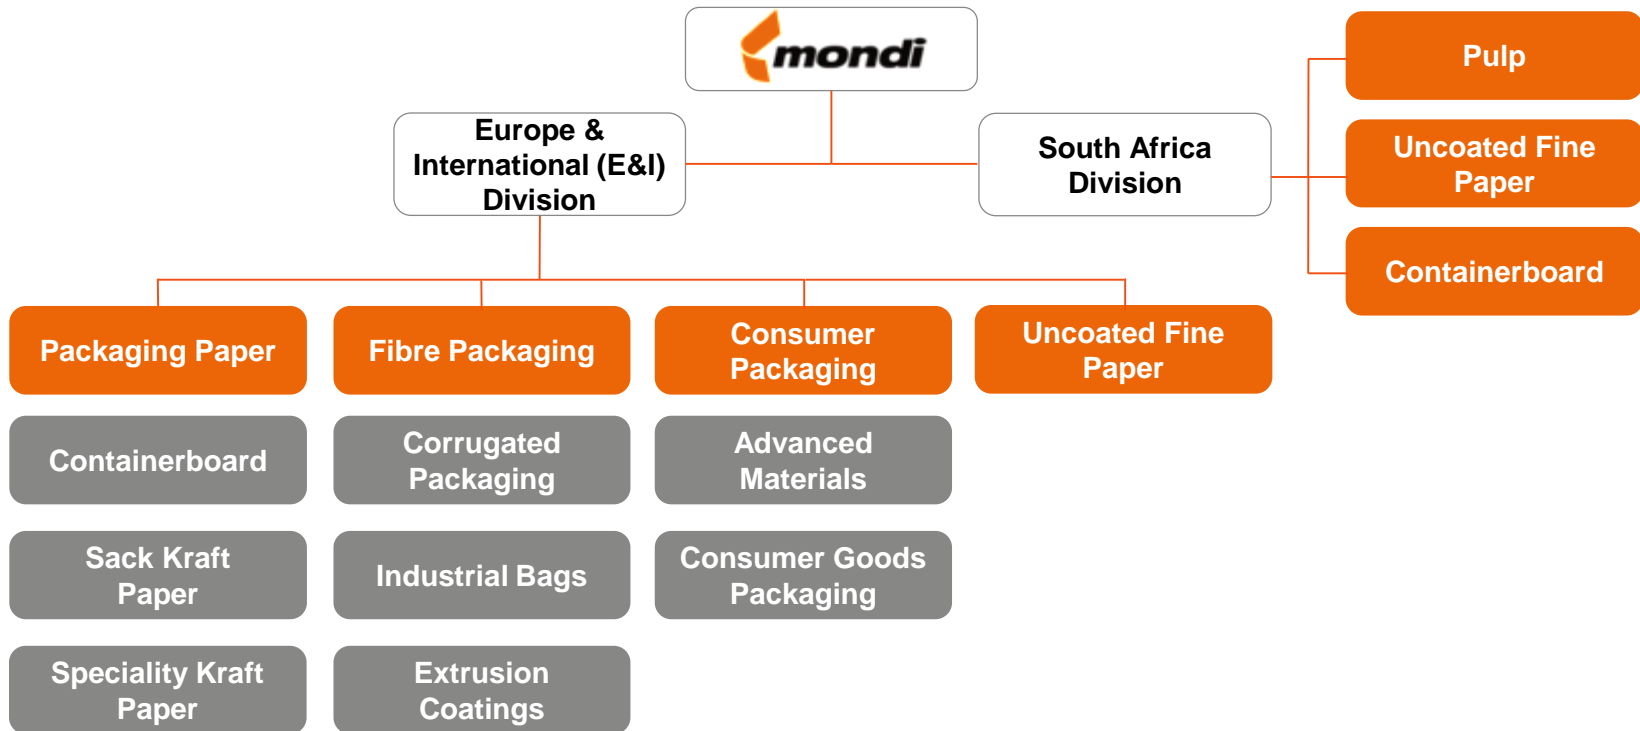 mondi
Europe &
International (E&I)
Division
South Africa
Division
Pulp
Uncoated Fine
Paper
Containerboard
Packaging Paper
Fibre Packaging
Consumer
Packaging
Uncoated Fine
Paper
Containerboard
Corrugated
Packaging
Advanced
Materials
Sack Kraft
Paper
Industrial Bags
Consumer Goods
Packaging
Speciality Kraft
Paper
Extrusion
Coatings